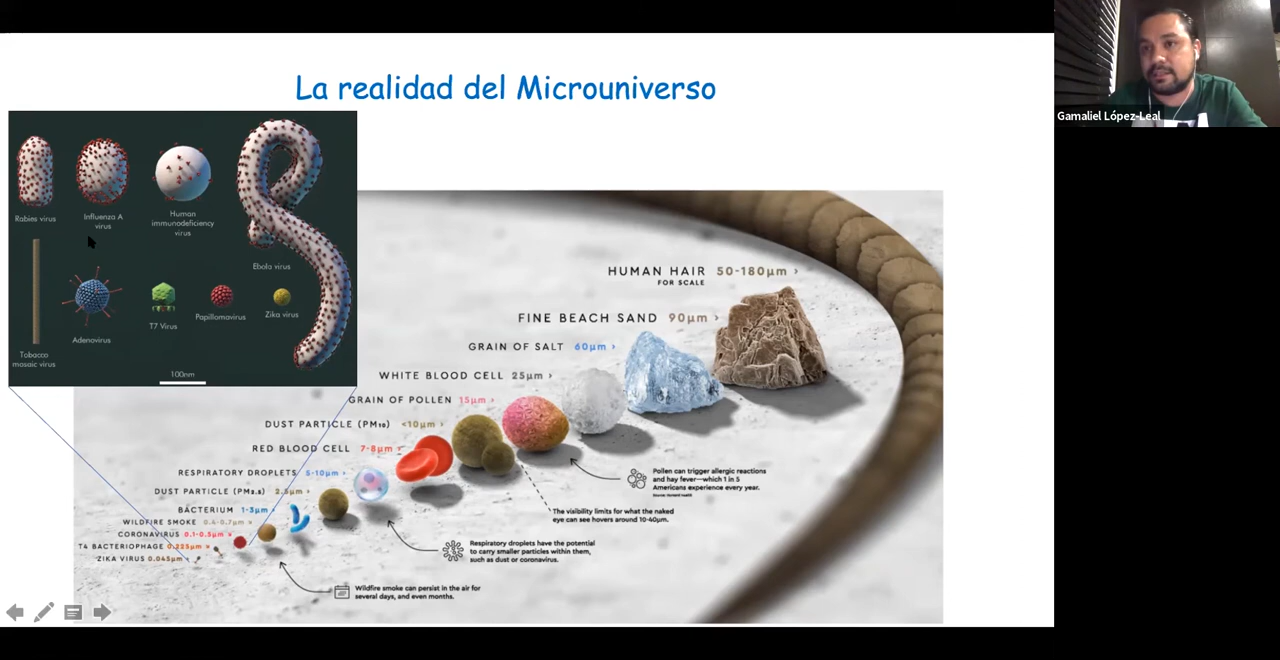 La realidad del Microuniverso
Gamaliel López-Leal
Rabies virus
Influenza A
virus
Human
immunodeficiency
virus
Ebola virus
Tobacco
mosaic virus
Adenovirus
T7 Virus
Papillomavirus
Zika virus
100nm
HUMAN HAIR 50-180μm ›
FOR SCALE
FINE BEACH SAND 90μm ›
GRAIN OF SALT 60μm ›
WHITE BLOOD CELL 25μm ›
GRAIN OF POLLEN 15μm ›
DUST PARTICLE (PM₁₀) <10μm ›
RED BLOOD CELL 7-8μm ›
RESPIRATORY DROPLETS 5-10μm ›
DUST PARTICLE (PM₂.₅) 2.5μm ›
BACTERIUM 1-3μm ›
WILDFIRE SMOKE 0.4-0.7μm ›
CORONAVIRUS 0.1-0.5μm ›
T4 BACTERIOPHAGE 0.225μm ›
ZIKA VIRUS 0.045μm ›
Pollen can trigger allergic reactions
and hay fever—which 1 in 5
Americans experience every year.
Source: Harvard Health
The visibility limits for what the naked
eye can see hovers around 10-40μm.
Respiratory droplets have the potential
to carry smaller particles within them,
such as dust or coronavirus.
Wildfire smoke can persist in the air for
several days, and even months.